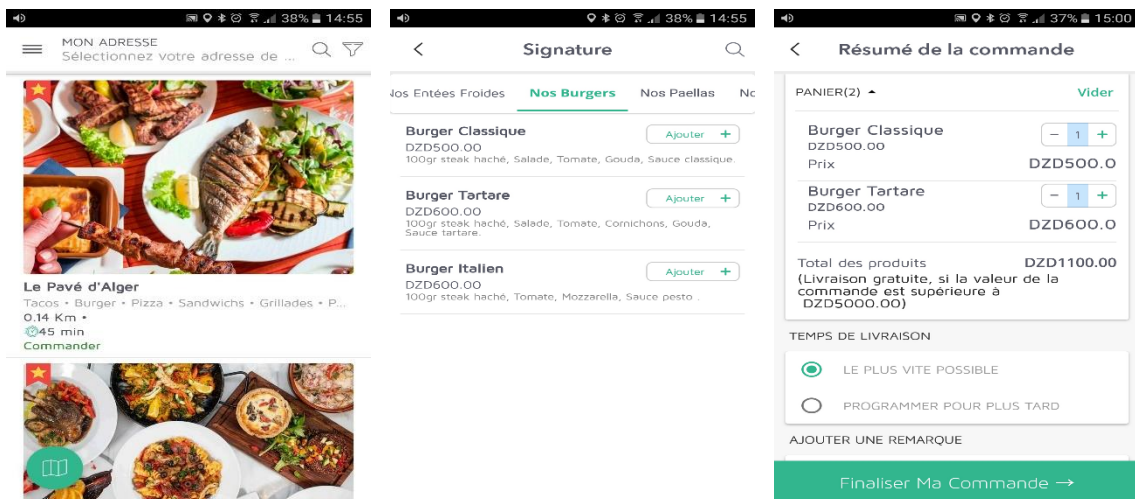 38% 14:55
MON ADRESSE
Sélectionnez votre adresse de ...
Le Pavé d'Alger
Tacos • Burger • Pizza • Sandwichs • Grillades • P...
0.14 Km •
45 min
Commander
38% 14:55
Signature
Nos Entées Froides Nos Burgers Nos Paellas No
Burger Classique
Ajouter +
DZD500.00
100gr steak haché, Salade, Tomate, Gouda, Sauce classique.
Burger Tartare
Ajouter +
DZD600.00
100gr steak haché, Salade, Tomate, Cornichons, Gouda,
Sauce tartare.
Burger Italien
Ajouter +
DZD600.00
100gr steak haché, Tomate, Mozzarella, Sauce pesto .
37% 15:00
Résumé de la commande
PANIER(2) Vider
Burger Classique
- 1 +
DZD500.00
Prix DZD500.0
Burger Tartare
- 1 +
DZD600.00
Prix DZD600.0
Total des produits DZD1100.00
(Livraison gratuite, si la valeur de la
commande est supérieure à
DZD5000.00)
TEMPS DE LIVRAISON
LE PLUS VITE POSSIBLE
PROGRAMMER POUR PLUS TARD
AJOUTER UNE REMARQUE
Finaliser Ma Commande →